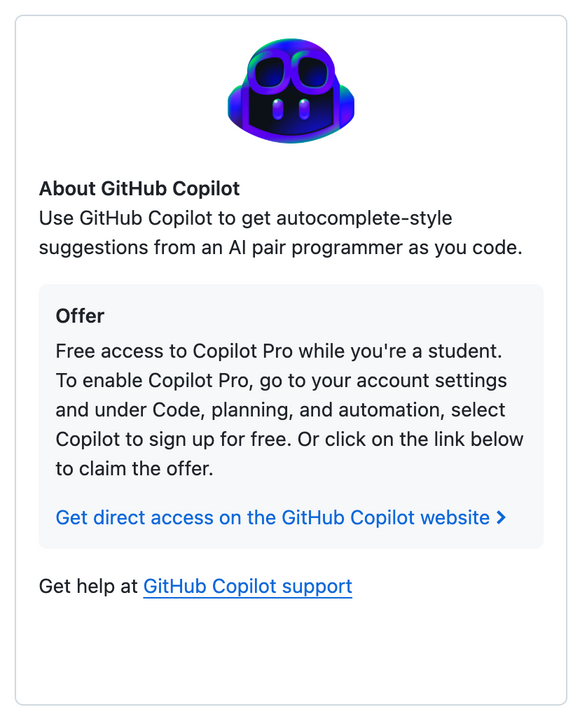 About GitHub Copilot
Use GitHub Copilot to get autocomplete-style
suggestions from an AI pair programmer as you code.
Offer
Free access to Copilot Pro while you're a student.
To enable Copilot Pro, go to your account settings
and under Code, planning, and automation, select
Copilot to sign up for free. Or click on the link below
to claim the offer.
Get direct access on the GitHub Copilot website
Get help at GitHub Copilot support